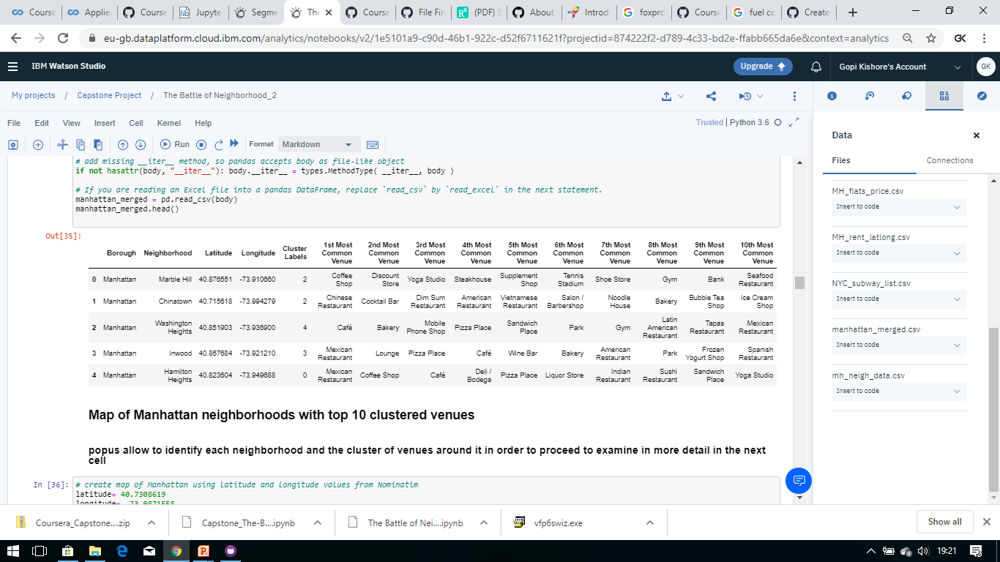 Course
Applie
Course
Jupyte
Segme
The
Course
File Fin
(PDF) S
About
Introdu
foxpro
Course
fuel ce
Create
eu-gb.dataplatform.cloud.ibm.com/analytics/notebooks/v2/1e5101a9-c90d-46b1-922c-d52f6711621f?projectid=874222f2-d789-4c33-bd2e-ffabb665da6e&context=analytics
GK
IBM Watson Studio
Upgrade
Gopi Kishore's Account
GK
My projects / Capstone Project / The Battle of Neighborhood_2
File Edit View Insert Cell Kernel Help
Trusted | Python 3.6
Run
Format
Markdown
# add missing __iter__ method, so pandas accepts body as file-like object
if not hasattr(body, "__iter__"): body.__iter__ = types.MethodType( __iter__, body )
# If you are reading an Excel file into a pandas DataFrame, replace `read_csv` by `read_excel` in the next statement.
manhattan_merged = pd.read_csv(body)
manhattan_merged.head()
Out[35]:
Borough Neighborhood Latitude Longitude Cluster Labels 1st Most Common Venue 2nd Most Common Venue 3rd Most Common Venue 4th Most Common Venue 5th Most Common Venue 6th Most Common Venue 7th Most Common Venue 8th Most Common Venue 9th Most Common Venue 10th Most Common Venue
0 Manhattan Marble Hill 40.876551 -73.910660 2 Coffee Shop Discount Store Yoga Studio Steakhouse Supplement Shop Tennis Stadium Shoe Store Gym Bank Seafood Restaurant
1 Manhattan Chinatown 40.715618 -73.994279 2 Chinese Restaurant Cocktail Bar Dim Sum Restaurant American Restaurant Vietnamese Restaurant Salon / Barbershop Noodle House Bakery Bubble Tea Shop Ice Cream Shop
2 Manhattan Washington Heights 40.851903 -73.936900 4 Café Bakery Mobile Phone Shop Pizza Place Sandwich Place Park Gym Latin American Restaurant Tapas Restaurant Mexican Restaurant
3 Manhattan Inwood 40.867684 -73.921210 3 Mexican Restaurant Lounge Pizza Place Café Wine Bar Bakery American Restaurant Park Frozen Yogurt Shop Spanish Restaurant
4 Manhattan Hamilton Heights 40.823604 -73.949688 0 Mexican Restaurant Coffee Shop Café Deli / Bodega Pizza Place Liquor Store Indian Restaurant Sushi Restaurant Sandwich Place Yoga Studio
Map of Manhattan neighborhoods with top 10 clustered venues
popus allow to identify each neighborhood and the cluster of venues around it in order to proceed to examine in more detail in the next
cell
In [36]:
# create map of Manhattan using latitude and longitude values from Nominatim
latitude= 40.7308619
longitude= -73.9871558
Data
Files
Connections
MH_flats_price.csv
Insert to code
MH_rent_latlong.csv
Insert to code
NYC_subway_list.csv
Insert to code
manhattan_merged.csv
Insert to code
mh_neigh_data.csv
Insert to code
Coursera_Capstone....zip
Capstone_The-B....ipynb
The Battle of Nei....ipynb
vfp6swiz.exe
Show all
19:21